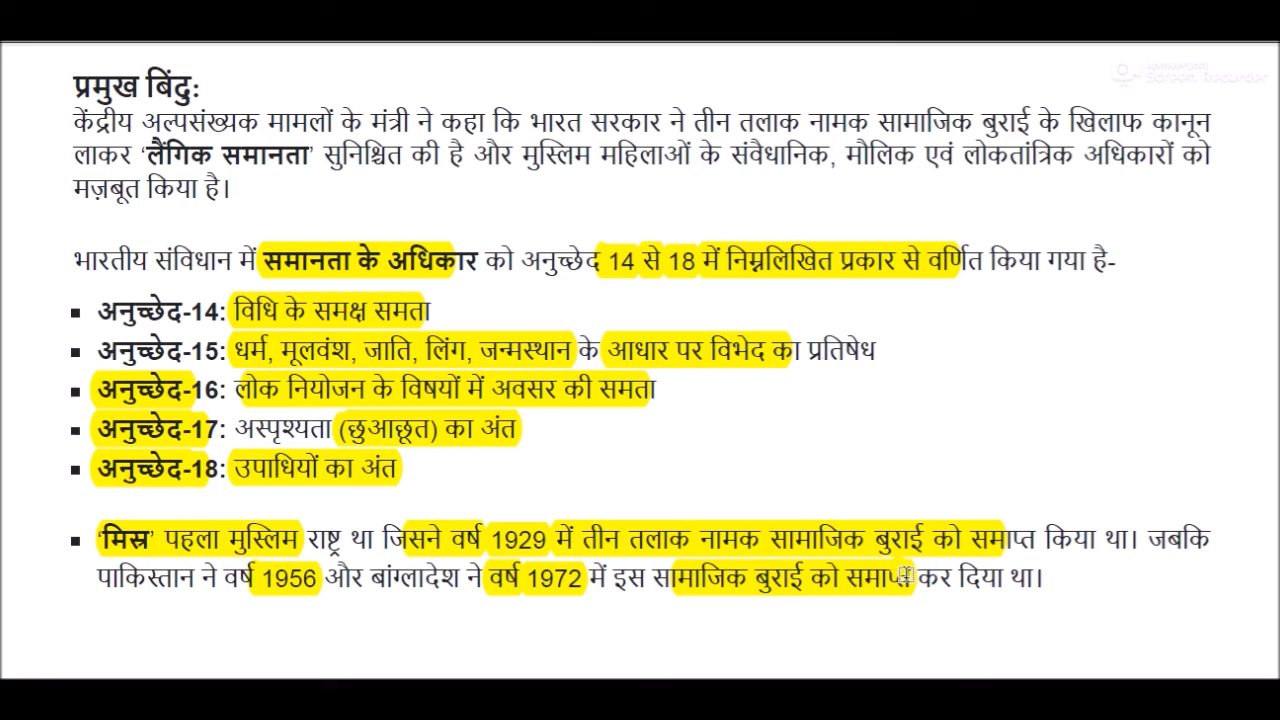 प्रमुख बिंदु:
केंद्रीय अल्पसंख्यक मामलों के मंत्री ने कहा कि भारत सरकार ने तीन तलाक नामक सामाजिक बुराई के खिलाफ कानून
लाकर ‘लैंगिक समानता’ सुनिश्चित की है और मुस्लिम महिलाओं के संवैधानिक, मौलिक एवं लोकतांत्रिक अधिकारों को
मज़बूत किया है।
भारतीय संविधान में समानता के अधिकार को अनुच्छेद 14 से 18 में निम्नलिखित प्रकार से वर्णित किया गया है-
▪ अनुच्छेद-14: विधि के समक्ष समता
▪ अनुच्छेद-15: धर्म, मूलवंश, जाति, लिंग, जन्मस्थान के आधार पर विभेद का प्रतिषेध
▪ अनुच्छेद-16: लोक नियोजन के विषयों में अवसर की समता
▪ अनुच्छेद-17: अस्पृश्यता (छुआछूत) का अंत
▪ अनुच्छेद-18: उपाधियों का अंत
▪ ‘मिस्र’ पहला मुस्लिम राष्ट्र था जिसने वर्ष 1929 में तीन तलाक नामक सामाजिक बुराई को समाप्त किया था। जबकि
पाकिस्तान ने वर्ष 1956 और बांग्लादेश ने वर्ष 1972 में इस सामाजिक बुराई को समाप्त कर दिया था।
Screen Recorder